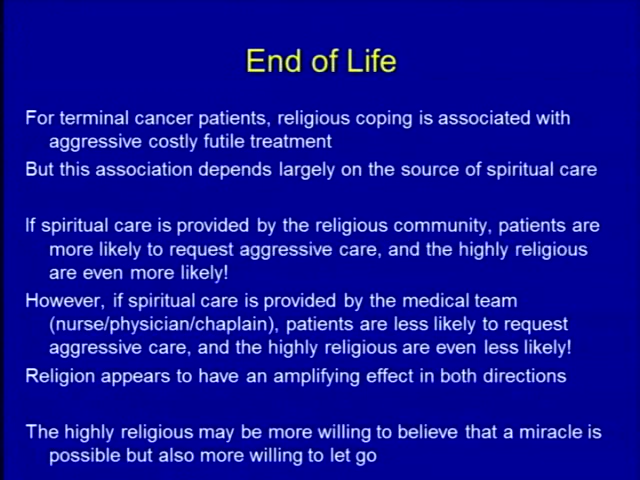 End of Life
For terminal cancer patients, religious coping is associated with
aggressive costly futile treatment
But this association depends largely on the source of spiritual care
If spiritual care is provided by the religious community, patients are
more likely to request aggressive care, and the highly religious
are even more likely!
However, if spiritual care is provided by the medical team
(nurse/physician/chaplain), patients are less likely to request
aggressive care, and the highly religious are even less likely!
Religion appears to have an amplifying effect in both directions
The highly religious may be more willing to believe that a miracle is
possible but also more willing to let go